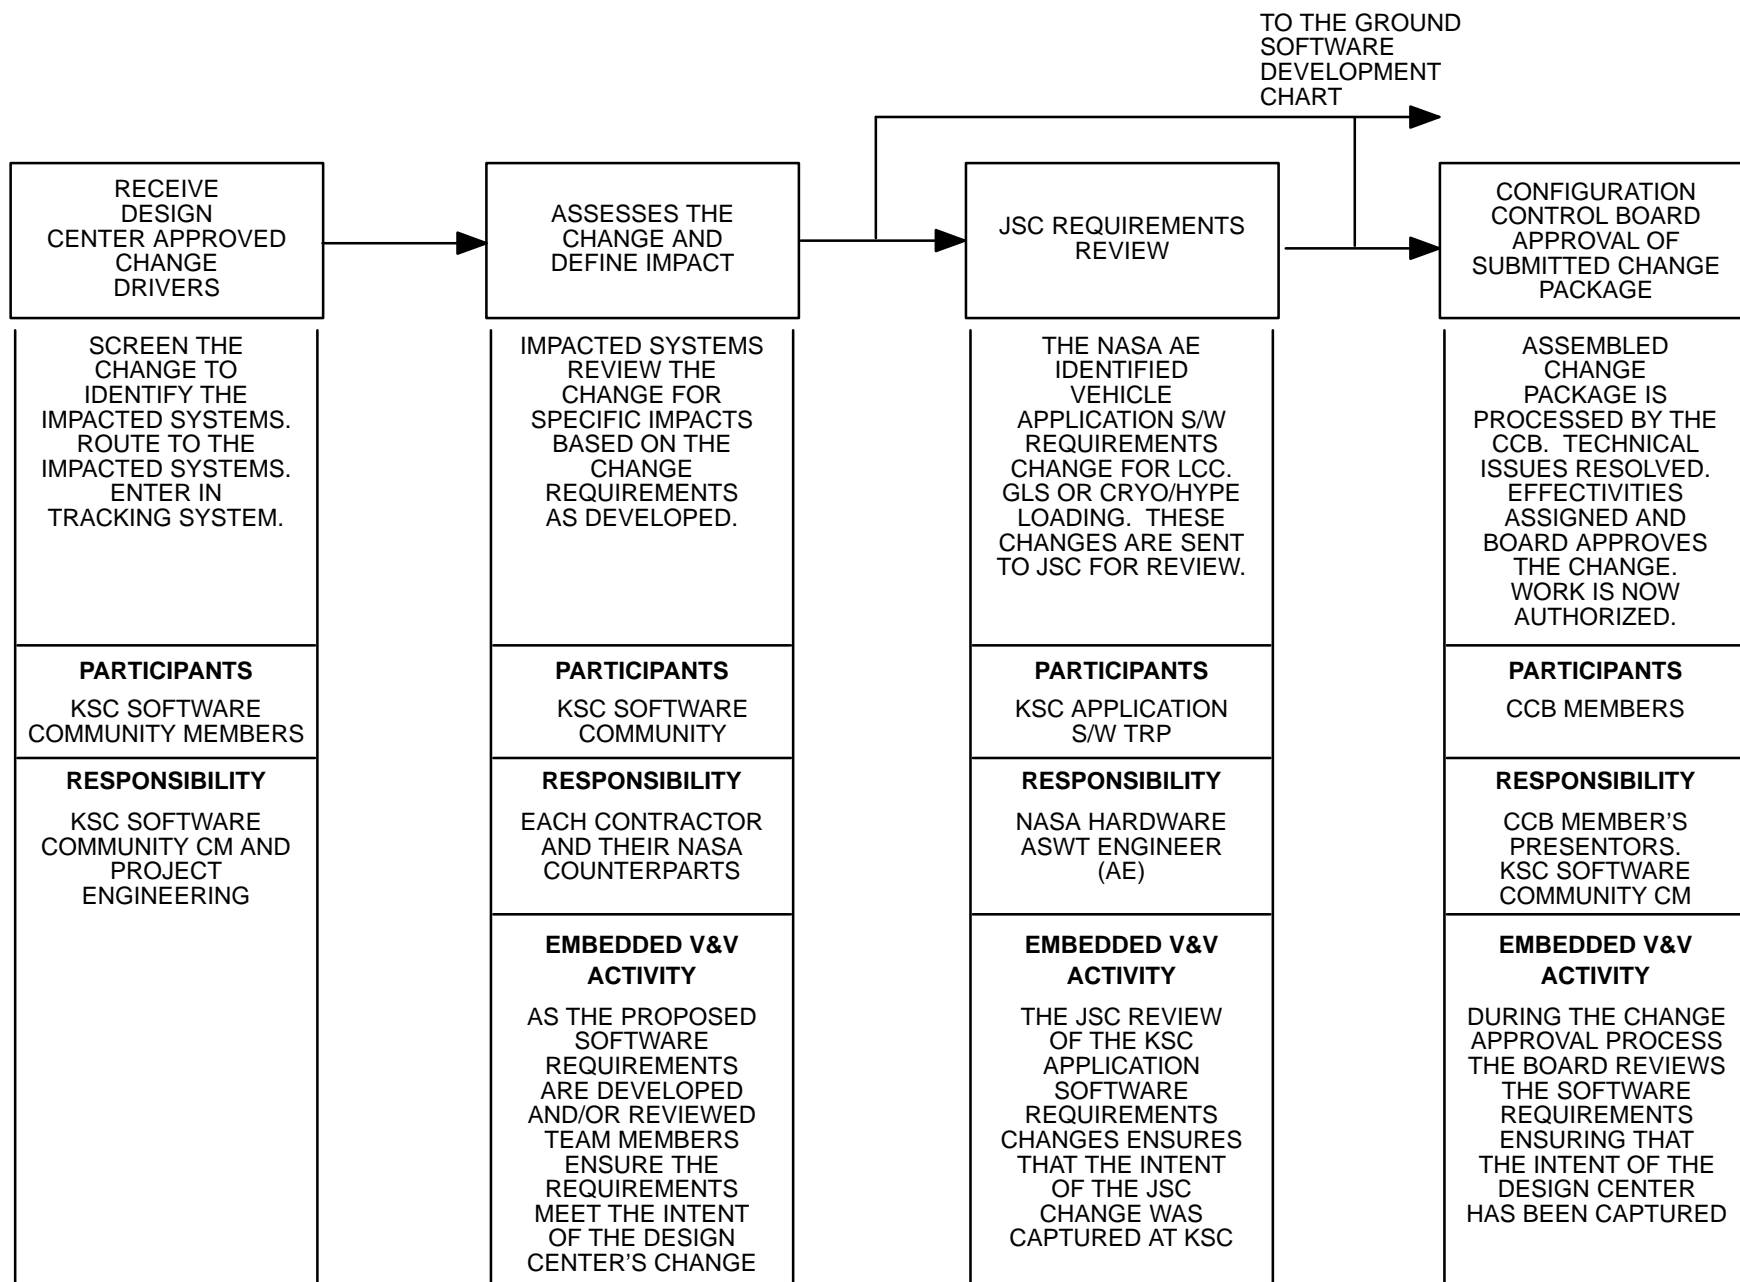 TO THE GROUND
SOFTWARE
DEVELOPMENT
CHART
RECEIVE
DESIGN
CENTER APPROVED
CHANGE
DRIVERS
ASSESSES THE
CHANGE AND
DEFINE IMPACT
JSC REQUIREMENTS
REVIEW
CONFIGURATION
CONTROL BOARD
APPROVAL OF
SUBMITTED CHANGE
PACKAGE
SCREEN THE
CHANGE TO
IDENTIFY THE
IMPACTED SYSTEMS.
ROUTE TO THE
IMPACTED SYSTEMS.
ENTER IN
TRACKING SYSTEM.
PARTICIPANTS
KSC SOFTWARE
COMMUNITY MEMBERS
RESPONSIBILITY
KSC SOFTWARE
COMMUNITY CM AND
PROJECT
ENGINEERING
IMPACTED SYSTEMS
REVIEW THE
CHANGE FOR
SPECIFIC IMPACTS
BASED ON THE
CHANGE
REQUIREMENTS
AS DEVELOPED.
PARTICIPANTS
KSC SOFTWARE
COMMUNITY
RESPONSIBILITY
EACH CONTRACTOR
AND THEIR NASA
COUNTERPARTS
EMBEDDED V&V
ACTIVITY
AS THE PROPOSED
SOFTWARE
REQUIREMENTS
ARE DEVELOPED
AND/OR REVIEWED
TEAM MEMBERS
ENSURE THE
REQUIREMENTS
MEET THE INTENT
OF THE DESIGN
CENTER'S CHANGE
THE NASA AE
IDENTIFIED
VEHICLE
APPLICATION S/W
REQUIREMENTS
CHANGE FOR LCC.
GLS OR CRYO/HYPE
LOADING. THESE
CHANGES ARE SENT
TO JSC FOR REVIEW.
PARTICIPANTS
KSC APPLICATION
S/W TRP
RESPONSIBILITY
NASA HARDWARE
ASWT ENGINEER
(AE)
EMBEDDED V&V
ACTIVITY
THE JSC REVIEW
OF THE KSC
APPLICATION
SOFTWARE
REQUIREMENTS
CHANGES ENSURES
THAT THE INTENT
OF THE JSC
CHANGE WAS
CAPTURED AT KSC
ASSEMBLED
CHANGE
PACKAGE IS
PROCESSED BY THE
CCB. TECHNICAL
ISSUES RESOLVED.
EFFECTIVITIES
ASSIGNED AND
BOARD APPROVES
THE CHANGE.
WORK IS NOW
AUTHORIZED.
PARTICIPANTS
CCB MEMBERS
RESPONSIBILITY
CCB MEMBER'S
PRESENTORS.
KSC SOFTWARE
COMMUNITY CM
EMBEDDED V&V
ACTIVITY
DURING THE CHANGE
APPROVAL PROCESS
THE BOARD REVIEWS
THE SOFTWARE
REQUIREMENTS
ENSURING THAT
THE INTENT OF THE
DESIGN CENTER
HAS BEEN CAPTURED